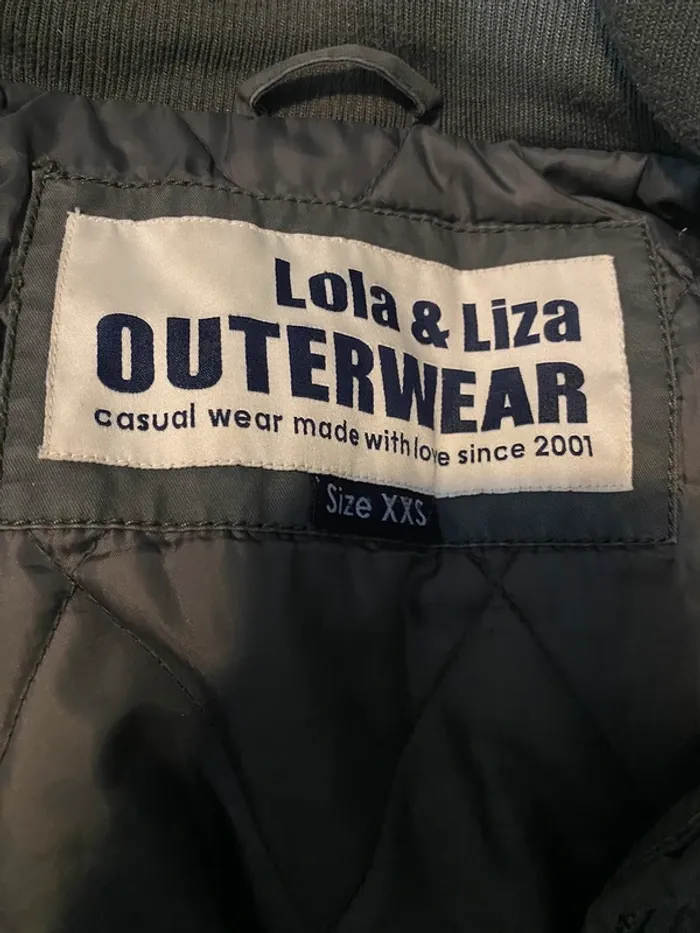 Lola & Liza
OUTERWEAR
casual wear made with love since 2001
Size XXS